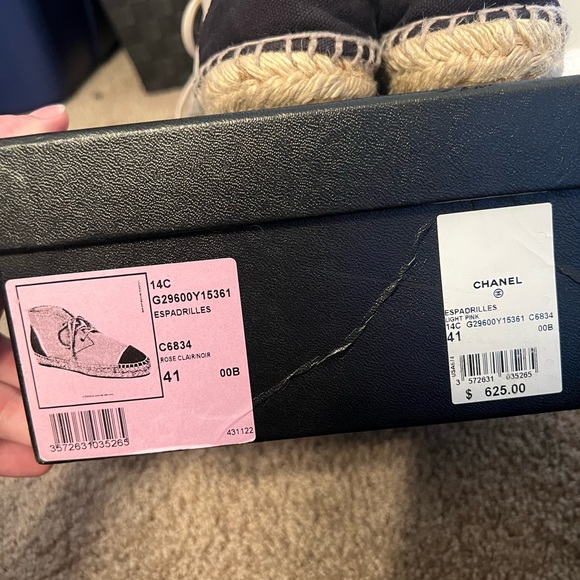 14C
G29600Y15361
ESPADRILLES
C6834
ROSE CLAIR/NOIR
41 00B
3572631035265
431122
CHANEL
ESPADRILLES
LIGHT PINK
14C G29600Y15361 C6834
41 00B
3 572631 035265
$ 625.00